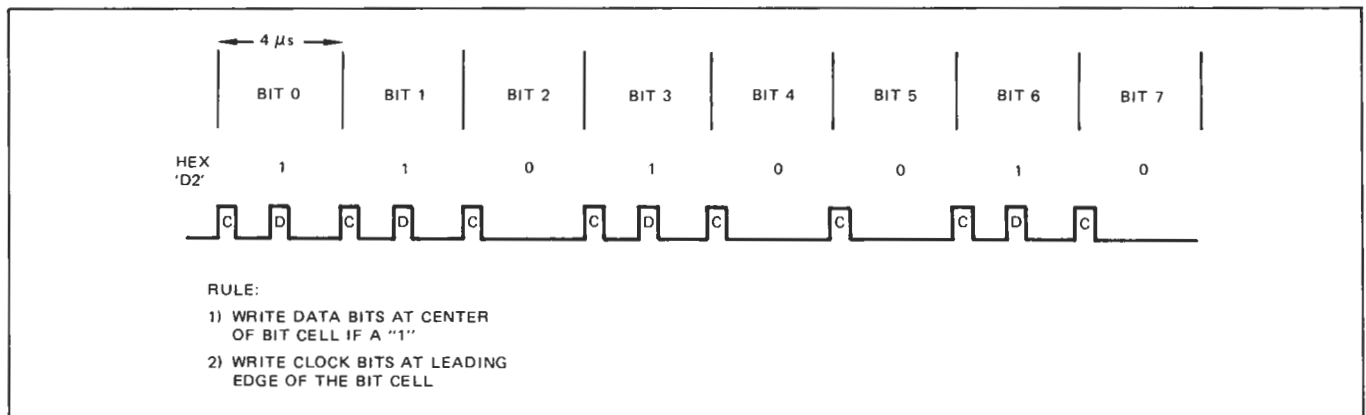 4 μs
BIT 0 BIT 1 BIT 2 BIT 3 BIT 4 BIT 5 BIT 6 BIT 7
HEX
'D2'
1 1 0 1 0 0 1 0
C D C D C C D C C C D C
RULE:
1) WRITE DATA BITS AT CENTER
OF BIT CELL IF A "1"
2) WRITE CLOCK BITS AT LEADING
EDGE OF THE BIT CELL